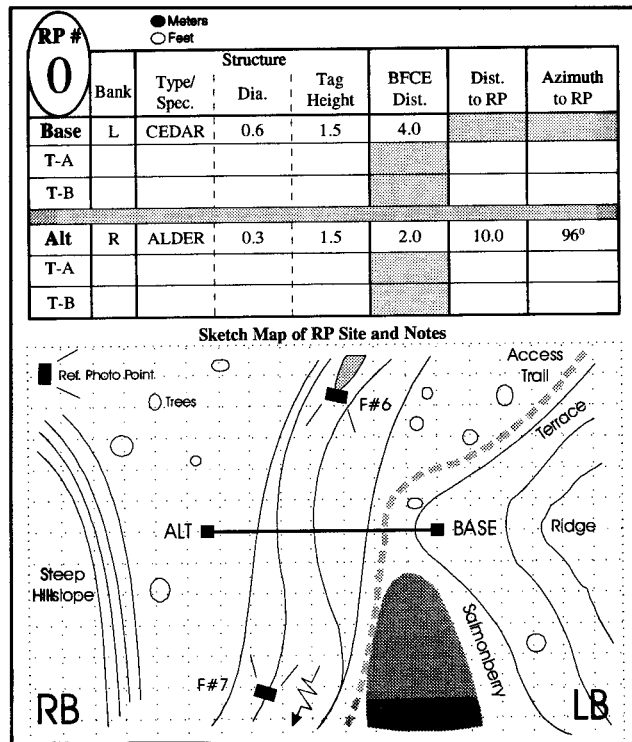 RP #
0
● Meters
○ Feet
Structure
Bank Type/ Spec. Dia. Tag Height BFCE Dist. Dist. to RP Azimuth to RP
Base L CEDAR 0.6 1.5 4.0
T-A
T-B
Alt R ALDER 0.3 1.5 2.0 10.0 96⁰
T-A
T-B
Sketch Map of RP Site and Notes
Ref. Photo Point
Trees
F#6
Access
Trail
Terrace
ALT
BASE
Ridge
Steep
Hillslope
Salmonberry
F#7
RB
LB